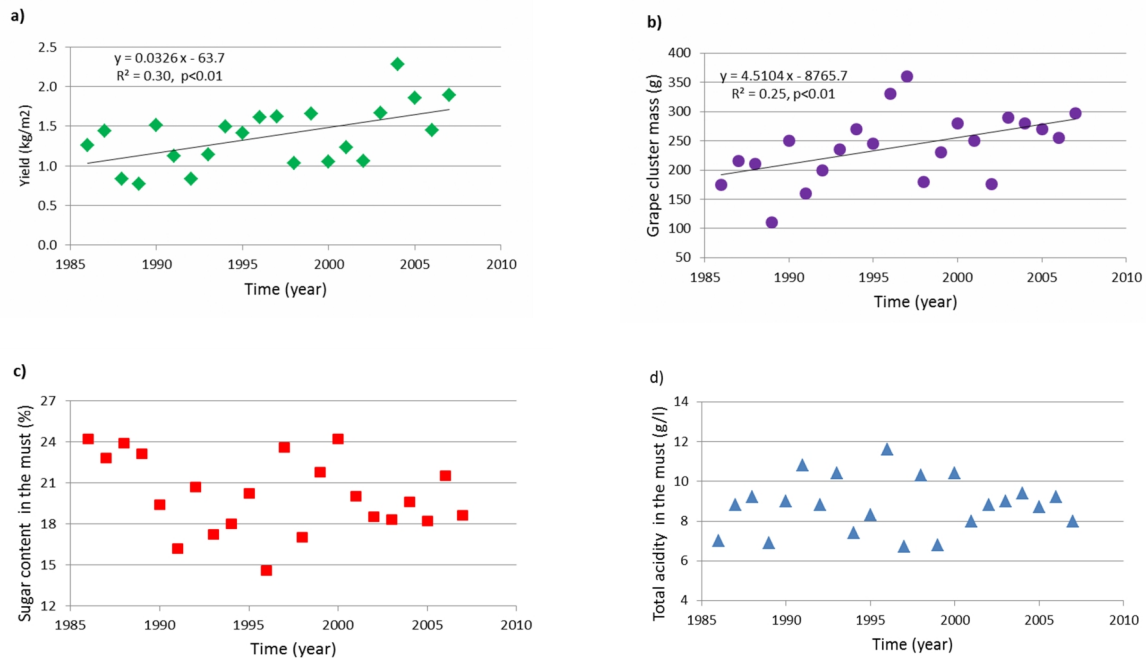 a)
y = 0.0326 x - 63.7
R² = 0.30, p<0.01
Yield (kg/m2)
2.5
2.0
1.5
1.0
0.5
0.0
1985 1990 1995 2000 2005 2010
Time (year)
b)
y = 4.5104 x - 8765.7
R² = 0.25, p<0.01
Grape cluster mass (g)
400
350
300
250
200
150
100
50
1985 1990 1995 2000 2005 2010
Time (year)
c)
Sugar content in the must (%)
27
24
21
18
15
12
1985 1990 1995 2000 2005 2010
Time (year)
d)
Total acidity in the must (g/l)
14
12
10
8
6
4
1985 1990 1995 2000 2005 2010
Time (year)